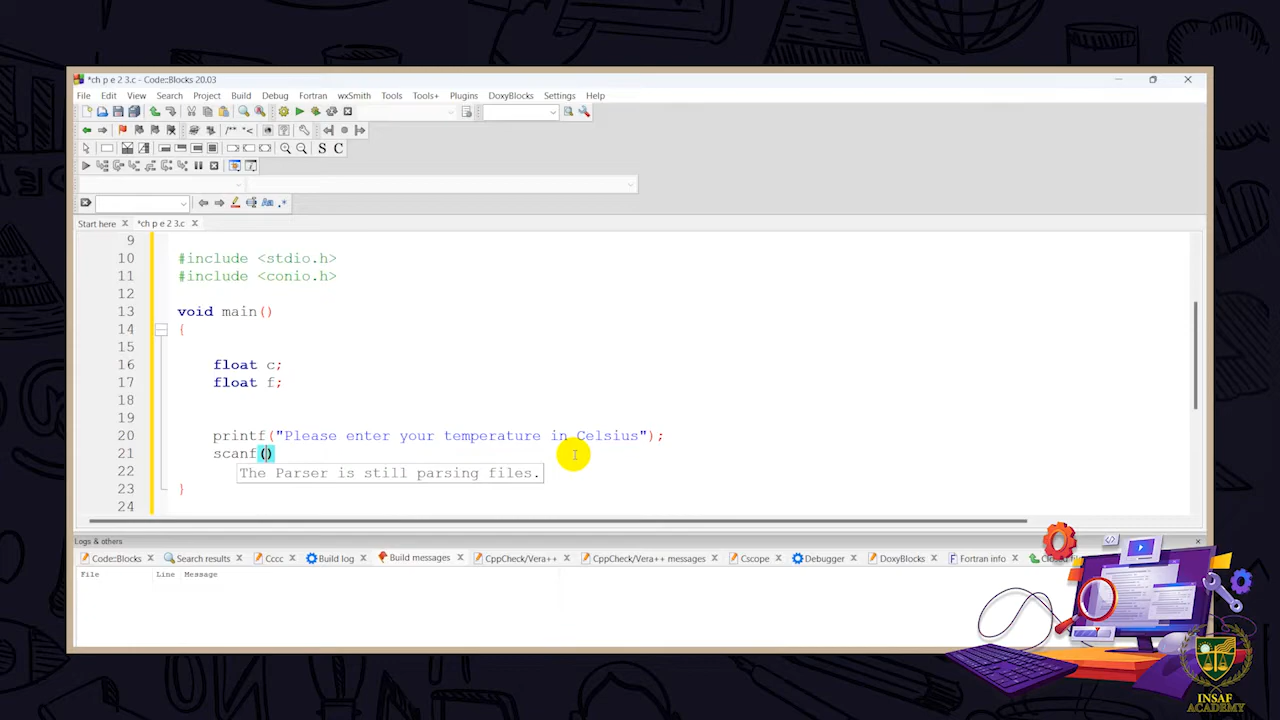 *ch p e 2 3.c - Code::Blocks 20.03
File Edit View Search Project Build Debug Fortran wxSmith Tools Tools+ Plugins DoxyBlocks Settings Help
/** *<
S C
Aa .*
Start here X *ch p e 2 3.c X
9
10 #include <stdio.h>
11 #include <conio.h>
12
13 void main()
14 {
15
16 float c;
17 float f;
18
19
20 printf("Please enter your temperature in Celsius");
21 scanf()
22 The Parser is still parsing files.
23 }
24
Logs & others
Code::Blocks X Search results X Cccc X Build log X Build messages X CppCheck/Vera++ X CppCheck/Vera++ messages X Cscope X Debugger X DoxyBlocks X Fortran info X
File Line Message
INSAF
ACADEMY